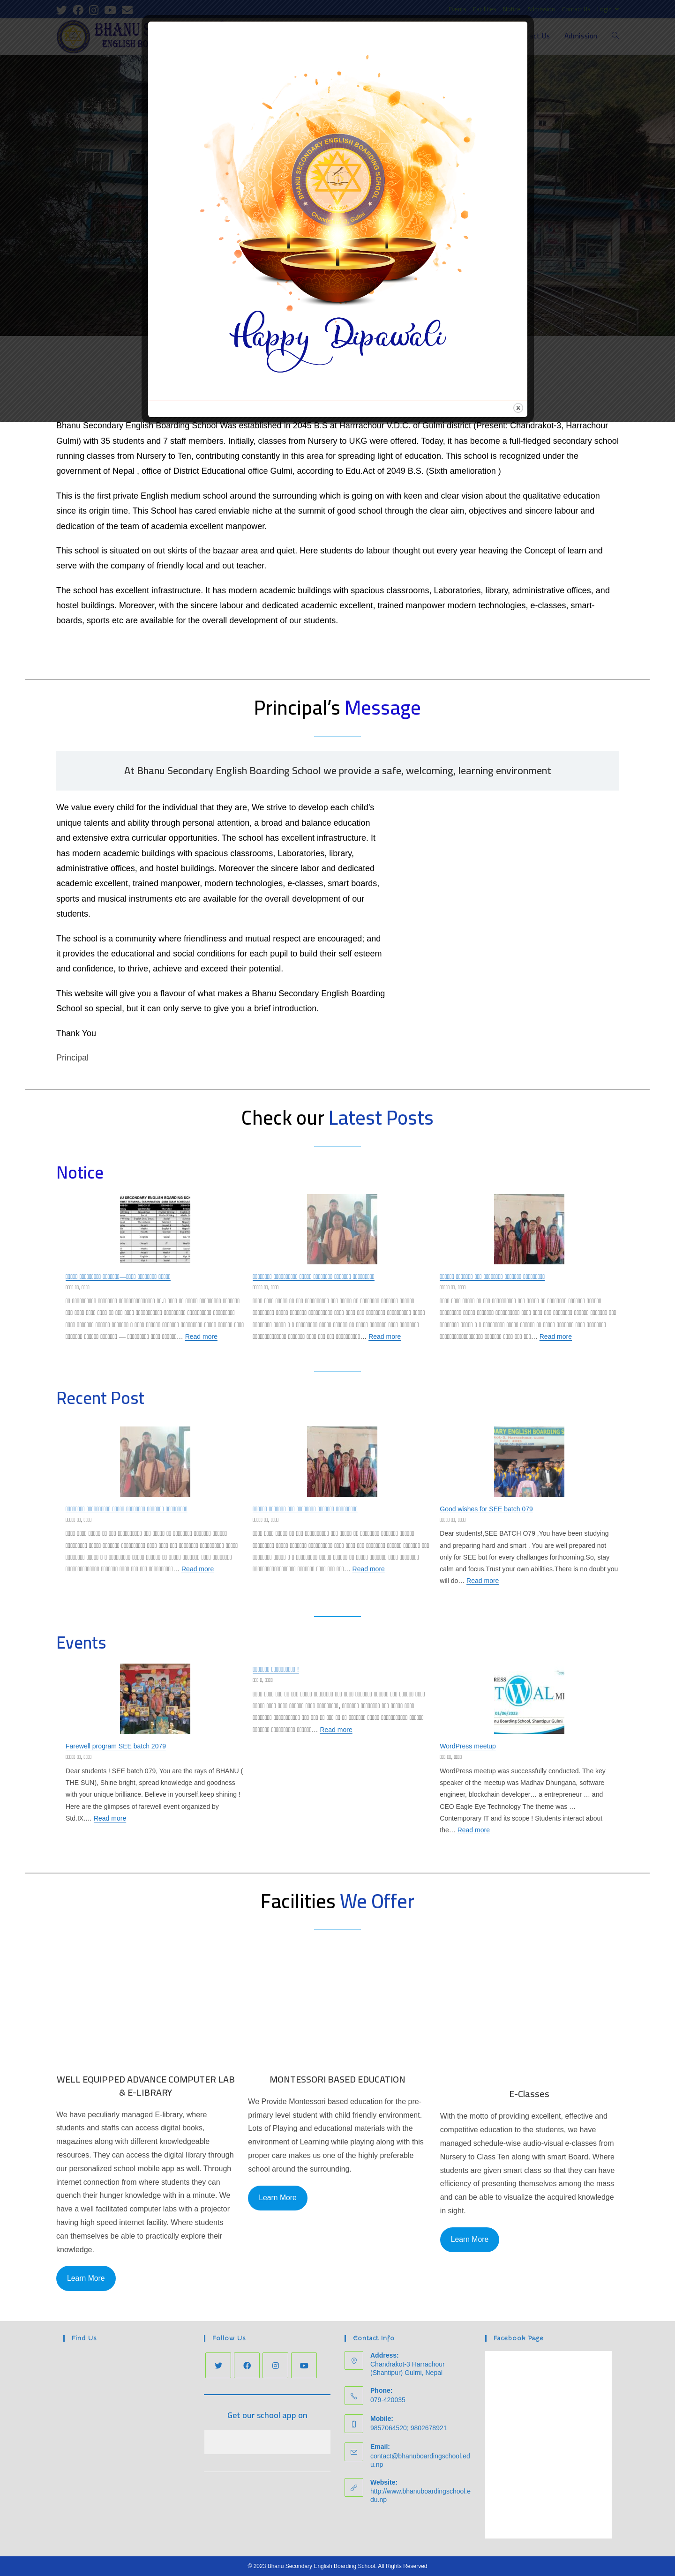 Events Facilities Gallery Admission Contact us Login
BHANU S
ENGLISH BO
ct Us Admission
BHANU SECONDARY ENGLISH BOARDING SCHOOL
Happy Dipawali
Bhanu Secondary English Boarding School Was established in 2045 B.S at Harrrachour V.D.C. of Gulmi district (Present: Chandrakot-3, Harrachour
Gulmi) with 35 students and 7 staff members. Initially, classes from Nursery to UKG were offered. Today, it has become a full-fledged secondary school
running classes from Nursery to Ten, contributing constantly in this area for spreading light of education. This school is recognized under the
government of Nepal , office of District Educational office Gulmi, according to Edu.Act of 2049 B.S. (Sixth amelioration )
This is the first private English medium school around the surrounding which is going on with keen and clear vision about the qualitative education
since its origin time. This School has cared enviable niche at the summit of good school through the clear aim, objectives and sincere labour and
dedication of the team of academia excellent manpower.
This school is situated on out skirts of the bazaar area and quiet. Here students do labour thought out every year heaving the Concept of learn and
serve with the company of friendly local and out teacher.
The school has excellent infrastructure. It has modern academic buildings with spacious classrooms, Laboratories, library, administrative offices, and
hostel buildings. Moreover, with the sincere labour and dedicated academic excellent, trained manpower modern technologies, e-classes, smart-
boards, sports etc are available for the overall development of our students.
Principal's Message
At Bhanu Secondary English Boarding School we provide a safe, welcoming, learning environment
We value every child for the individual that they are, We strive to develop each child's
unique talents and ability through personal attention, a broad and balance education
and extensive extra curricular opportunities. The school has excellent infrastructure. It
has modern academic buildings with spacious classrooms, Laboratories, library,
administrative offices, and hostel buildings. Moreover the sincere labor and dedicated
academic excellent, trained manpower, modern technologies, e-classes, smart boards,
sports and musical instruments etc are available for the overall development of our
students.
The school is a community where friendliness and mutual respect are encouraged; and
it provides the educational and social conditions for each pupil to build their self esteem
and confidence, to thrive, achieve and exceed their potential.
This website will give you a flavour of what makes a Bhanu Secondary English Boarding
School so special, but it can only serve to give you a brief introduction.
Thank You
Principal
Check our Latest Posts
Notice
Read more
Read more
Read more
Recent Post
Read more
Read more
Good wishes for SEE batch 079
Dear students!,SEE BATCH O79 ,You have been studying
and preparing hard and waiting for . You are well prepared not
only for SEE but for every challanges forthcoming.So, stay
calm and focus.Trust your own abilities.There is no doubt you
will do… Read more
Events
Farewell program SEE batch 2079
Dear students ! SEE batch 079, You are the rays of BHANU (
THE SUN), Shine bright, spread knowledge and goodness
with your unique brilliance. Believe in yourself,keep shining !
Here are the glimpses of farewell event organized by
Std.IX.… Read more
Read more
WordPress meetup
WordPress meetup was successfully conducted. The key
speaker of the meetup was Madhav Dhungana, software
engineer, blockchain developer… a entrepreneur … and
CEO Eagle Eye Technology The theme was …
Contemporary IT and its scope ! Students interact about
the… Read more
Facilities We Offer
WELL EQUIPPED ADVANCE COMPUTER LAB
& E-LIBRARY
We have peculiarly managed E-library, where
students and staffs can access digital books,
magazines along with different knowledgeable
resources. They can access the digital library through
our personalized school mobile app as well. Through
internet connection from where students they can
quench their hunger knowledge with in a minute. We
have a well facilitated computer labs with a projector
having high speed internet facility. Where students
can themselves be able to practically explore their
knowledge.
Learn More
MONTESSORI BASED EDUCATION
We Provide Montessori based education for the pre-
primary level student with child friendly environment.
Lots of Playing and educational materials with the
environment of Learning while playing along with this
proper care makes us one of the highly preferable
school around the surrounding.
Learn More
E-Classes
With the motto of providing excellent, effective and
competitive education to the students, we have
managed schedule-wise audio-visual e-classes from
Nursery to Class Ten along with smart Board. Where
students are given smart class so that they can have
efficiency of presenting themselves among the mass
and can be able to visualize the acquired knowledge
in sight.
Learn More
Find Us
Follow Us
Get our school app on
Contact Info
Address:
Chandrakot-3 Harrachour
(Shantipur) Gulmi, Nepal
Phone:
079-420035
Mobile:
9857064520; 9802678921
Email:
contact@bhanuboardingschool.ed
u.np
Website:
http://www.bhanuboardingschool.e
du.np
Facebook Page
© 2023 Bhanu Secondary English Boarding School. All Rights Reserved